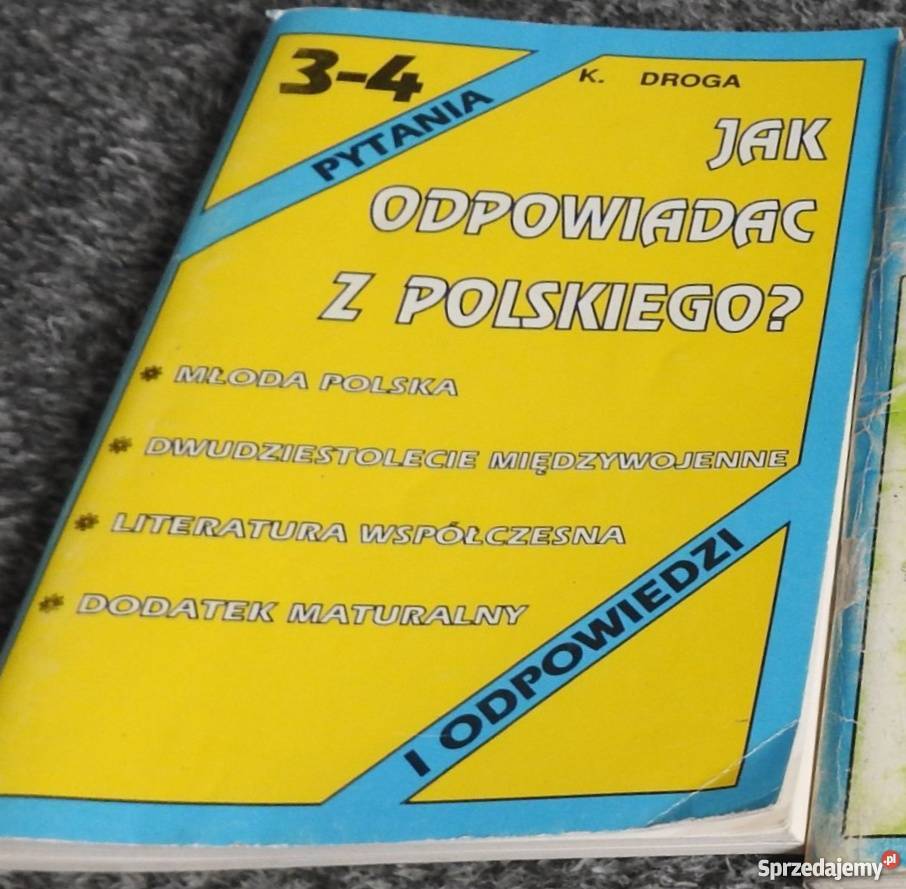 3-4
PYTANIA
K. DROGA
JAK
ODPOWIADAC
Z POLSKIEGO?
* MŁODA POLSKA
* DWUDZIESTOLECIE MIĘDZYWOJENNE
* LITERATURA WSPÓŁCZESNA
* DODATEK MATURALNY
I ODPOWIEDZI
Sprzedajemy.pl